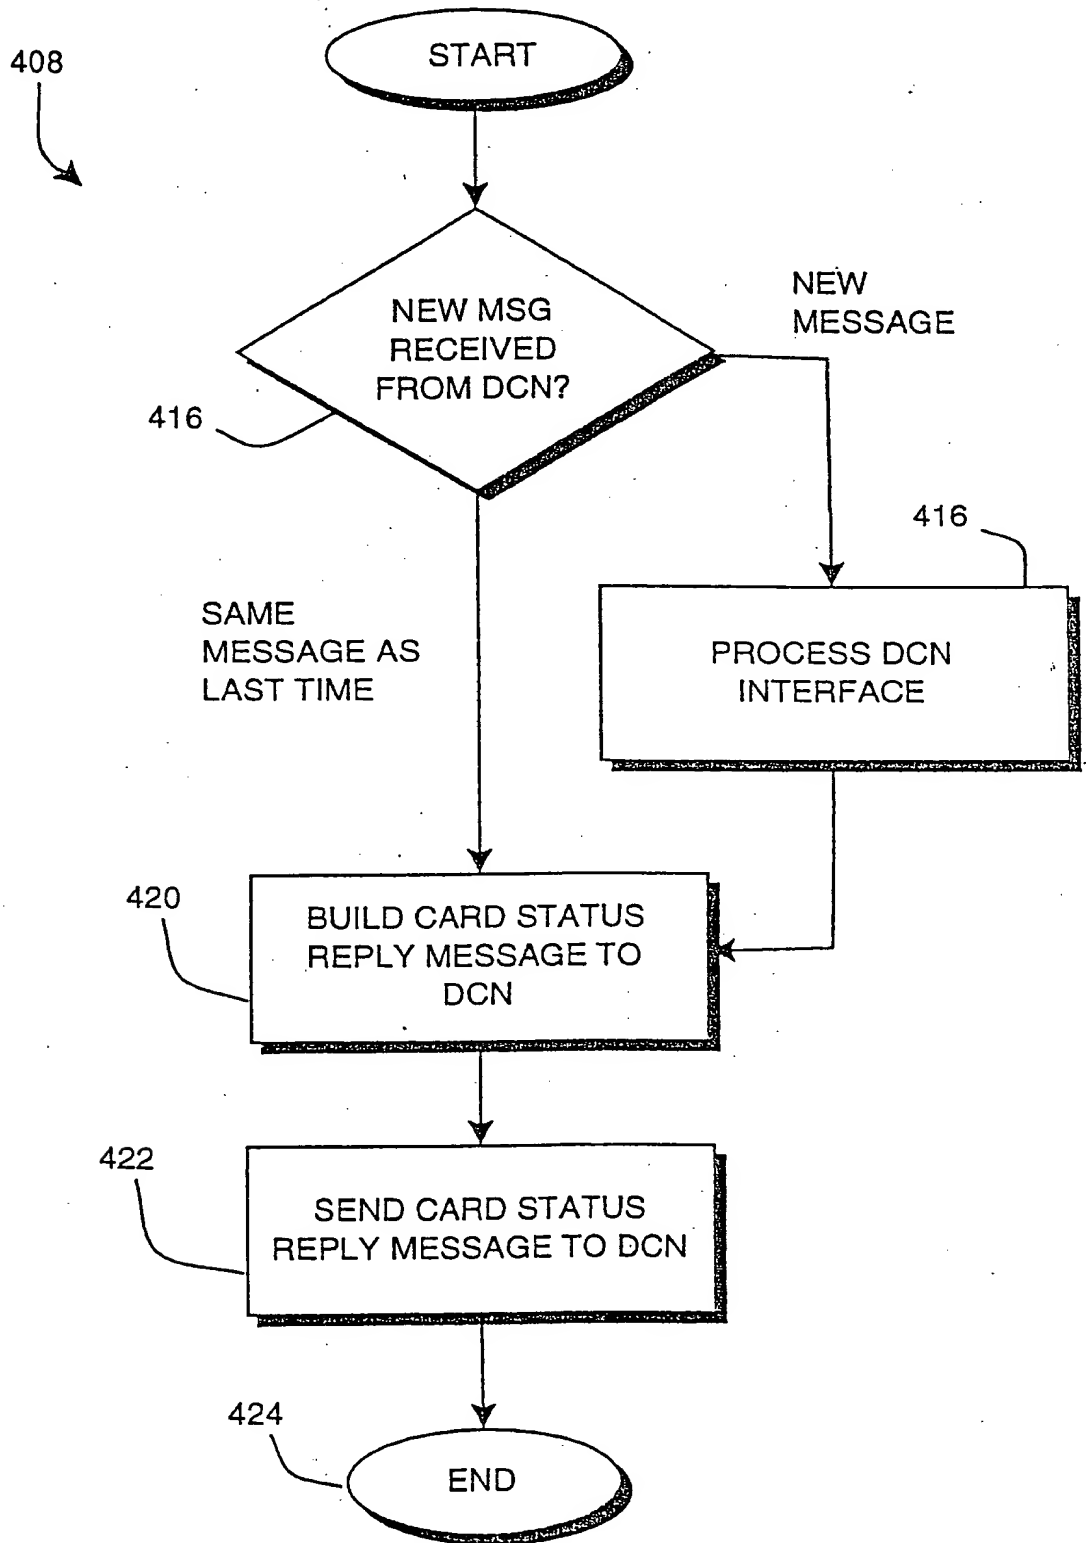 START
408
NEW MSG
RECEIVED
FROM DCN?
NEW
MESSAGE
416
416
SAME
MESSAGE AS
LAST TIME
PROCESS DCN
INTERFACE
420
BUILD CARD STATUS
REPLY MESSAGE TO
DCN
422
SEND CARD STATUS
REPLY MESSAGE TO DCN
424
END